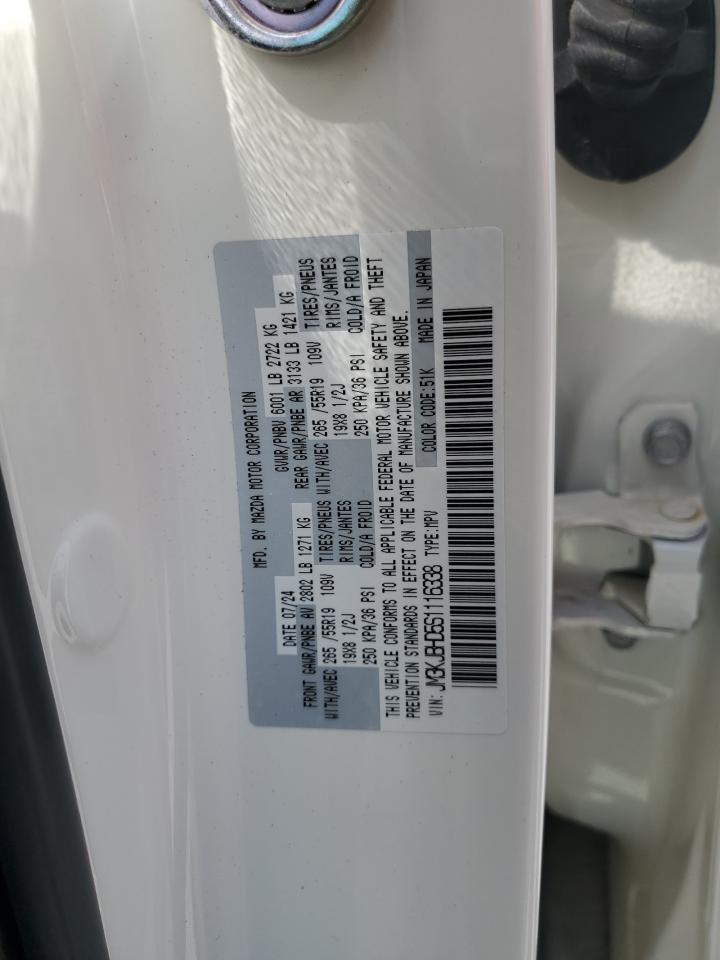 MFD. BY MAZDA MOTOR CORPORATION
DATE 07/24 GVWR/PNBV 6001 LB 2722 KG
FRONT GAWR/PNBE AV 2802 LB 1271 KG REAR GAWR/PNBE AR 3133 LB 1421 KG
WITH/AVEC 265 /55R19 109V TIRES/PNEUS WITH/AVEC 265 /55R19 109V TIRES/PNEUS
19X8 1/2J RIMS/JANTES 19X8 1/2J RIMS/JANTES
250 KPA/36 PSI COLD/A FROID 250 KPA/36 PSI COLD/A FROID
THIS VEHICLE CONFORMS TO ALL APPLICABLE FEDERAL MOTOR VEHICLE SAFETY AND THEFT
PREVENTION STANDARDS IN EFFECT ON THE DATE OF MANUFACTURE SHOWN ABOVE.
VIN: JM3KJBHD5S1116338 TYPE:MPV COLOR CODE:51K MADE IN JAPAN